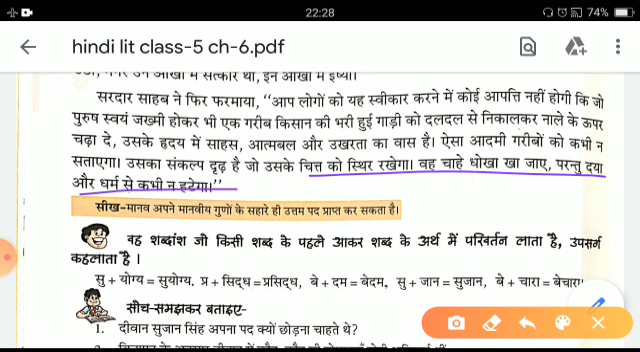 22:28
74%
hindi lit class-5 ch-6.pdf
सत्कार था, इन आँखों में ईर्ष्या।
सरदार साहब ने फिर फरमाया, “आप लोगों को यह स्वीकार करने में कोई आपत्ति नहीं होगी कि जो
पुरुष स्वयं जख्मी होकर भी एक गरीब किसान की भरी हुई गाड़ी को दलदल से निकालकर नाले के ऊपर
चढ़ा दे, उसके हृदय में साहस, आत्मबल और उखरता का वास है। ऐसा आदमी गरीबों को कभी न
सताएगा। उसका संकल्प दृढ़ है जो उसके चित्त को स्थिर रखेगा। वह चाहे धोखा खा जाए, परन्तु दया
और धर्म से कभी न हटेगा।’’
सीख-मानव अपने मानवीय गुणों के सहारे ही उत्तम पद प्राप्त कर सकता है।
वह शब्दांश जो किसी शब्द के पहले आकर शब्द के अर्थ में परिवर्तन लाता है, उपसर्ग
कहलाता है।
सु + योग्य = सुयोग्य. प्र + सिद्ध = प्रसिद्ध, बे + दम = बेदम, सु + जान = सुजान, बे + चारा = बेचारा
सोच-समझकर बताइए-
1. दीवान सुजान सिंह अपना पद क्यों छोड़ना चाहते थे?